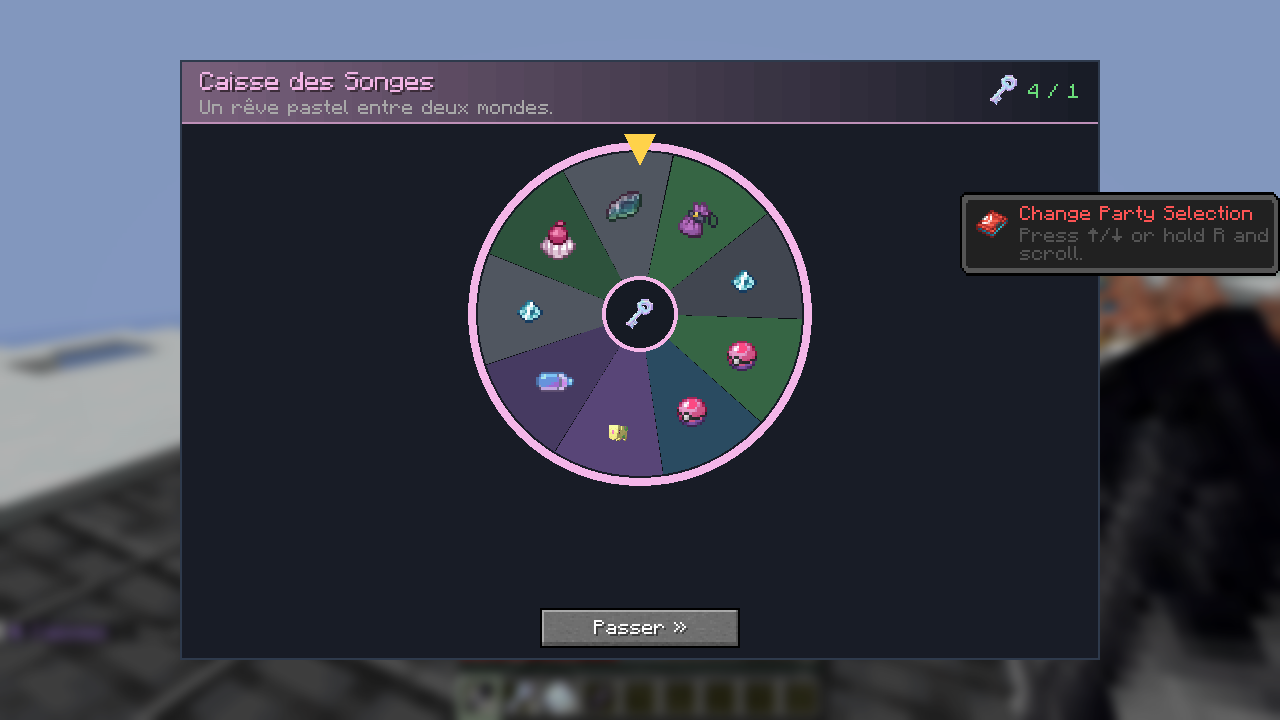 Caisse des Songes
Un rêve pastel entre deux mondes.
4 / 1
Change Party Selection
Press ↑/↓ or hold R and
scroll.
Passer »